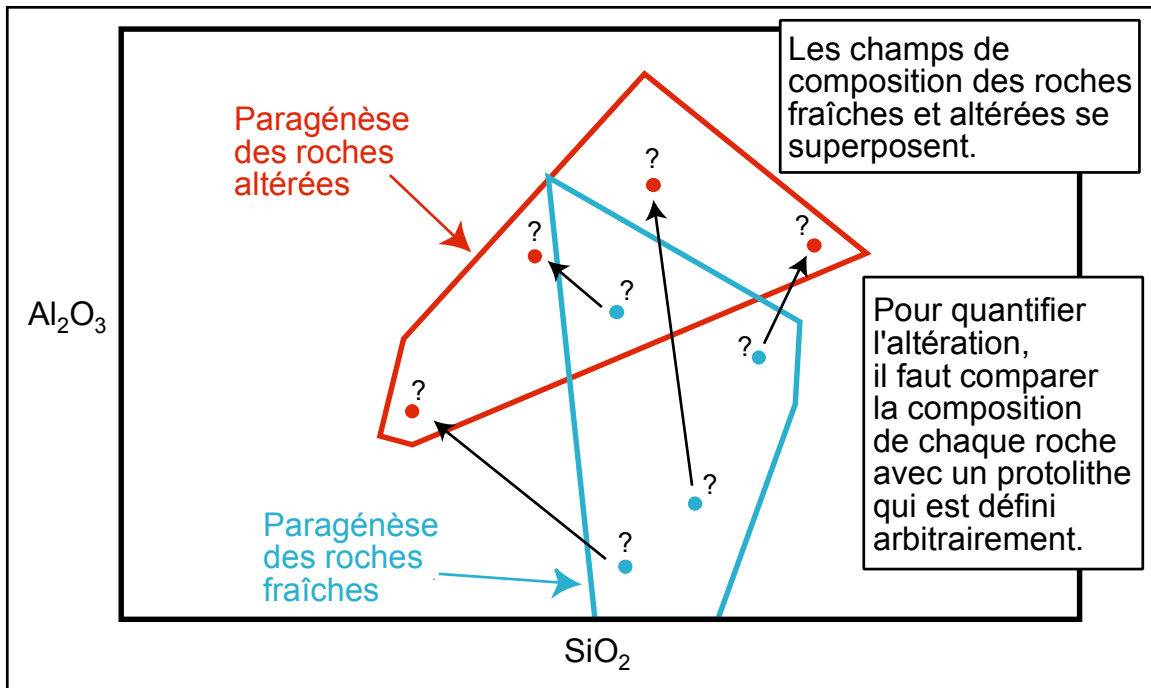 Les champs de
composition des roches
fraîches et altérées se
superposent.
Paragénèse
des roches
altérées
?
?
?
?
?
Al₂O₃
Pour quantifier
l'altération,
il faut comparer
la composition
de chaque roche
avec un protolithe
qui est défini
arbitrairement.
?
?
?
Paragénèse
des roches
fraîches
SiO₂